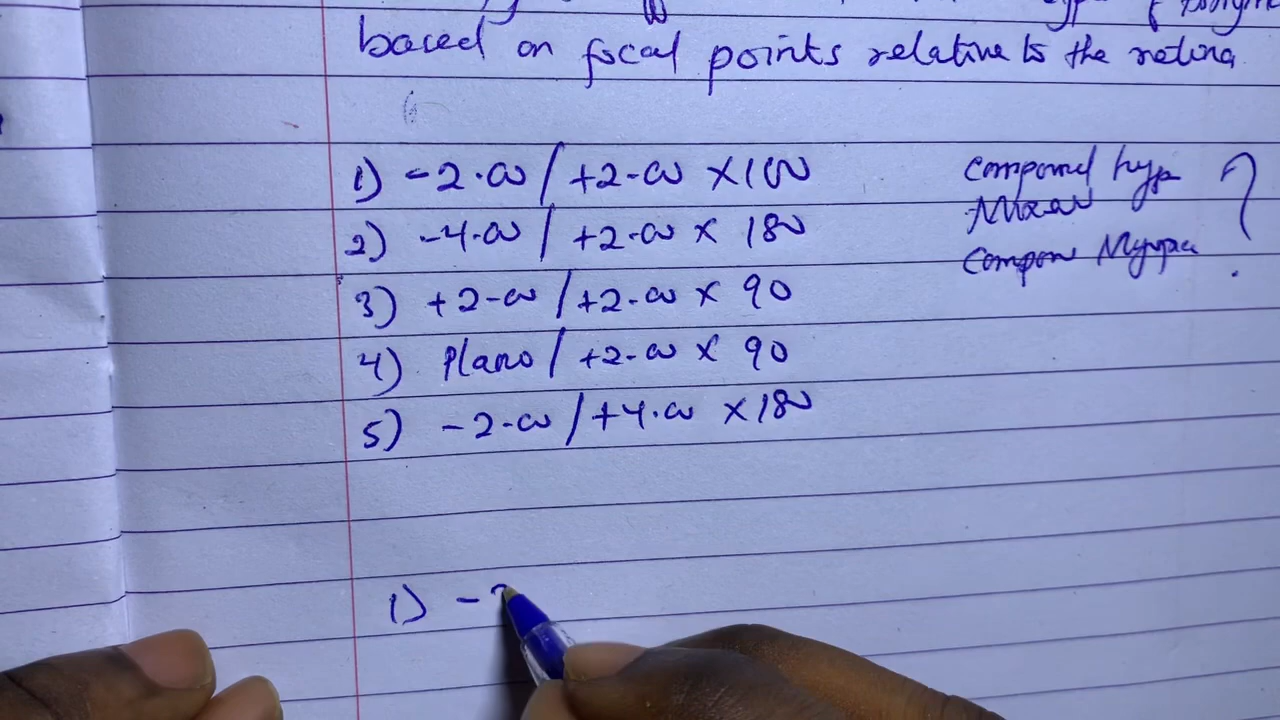 based on focal points relative to the retina
1) -2.00 / +2.00 x 180
2) -4.00 / +2.00 x 180
3) +2.00 / +2.00 x 90
4) Plano / +2.00 x 90
5) -2.00 / +4.00 x 180
Compound hyp
Mixed
Compoun Myopia
?
1) -2